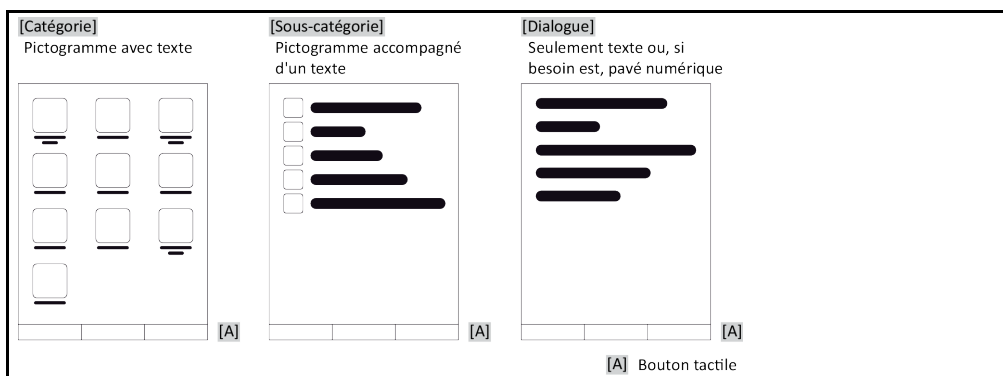 [Catégorie]
Pictogramme avec texte
[Sous-catégorie]
Pictogramme accompagné
d'un texte
[Dialogue]
Seulement texte ou, si
besoin est, pavé numérique
[A]
[A]
[A] Bouton tactile